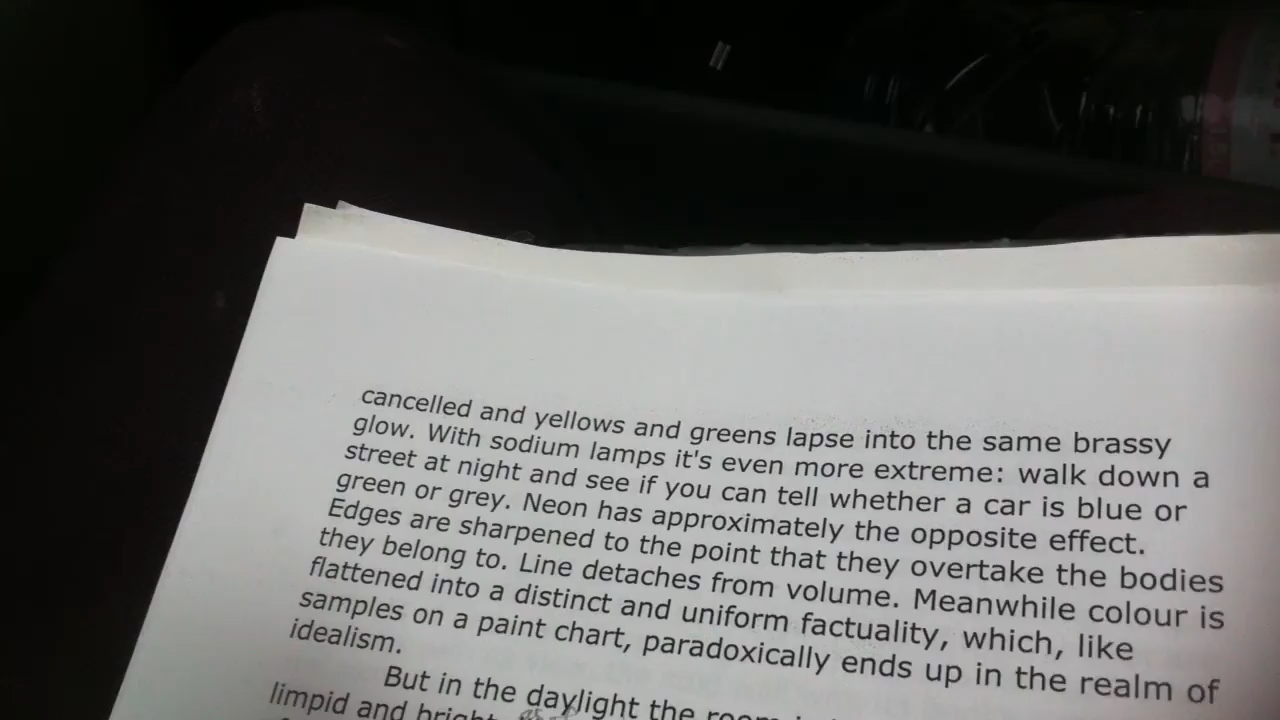 cancelled and yellows and greens lapse into the same brassy
glow. With sodium lamps it's even more extreme: walk down a
street at night and see if you can tell whether a car is blue or
green or grey. Neon has approximately the opposite effect.
Edges are sharpened to the point that they overtake the bodies
they belong to. Line detaches from volume. Meanwhile colour is
flattened into a distinct and uniform factuality, which, like
samples on a paint chart, paradoxically ends up in the realm of
idealism.
But in the daylight the room
limpid and bright